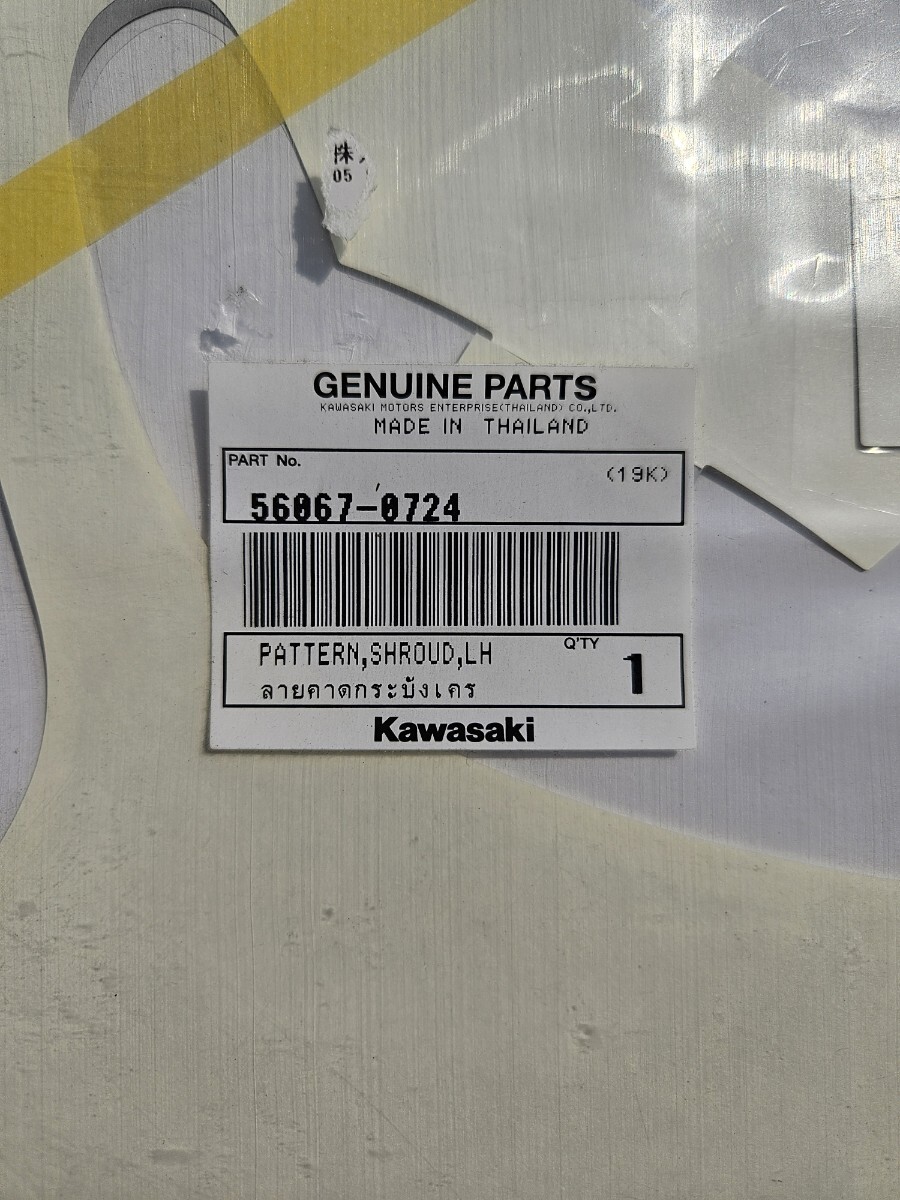 株
05
GENUINE PARTS
KAWASAKI MOTORS ENTERPRISE(THAILAND) CO.,LTD.
MADE IN THAILAND
PART No.
(19K)
56067-0724
PATTERN,SHROUD,LH
Q'TY
1
ลายคาดกระบังเคร
Kawasaki